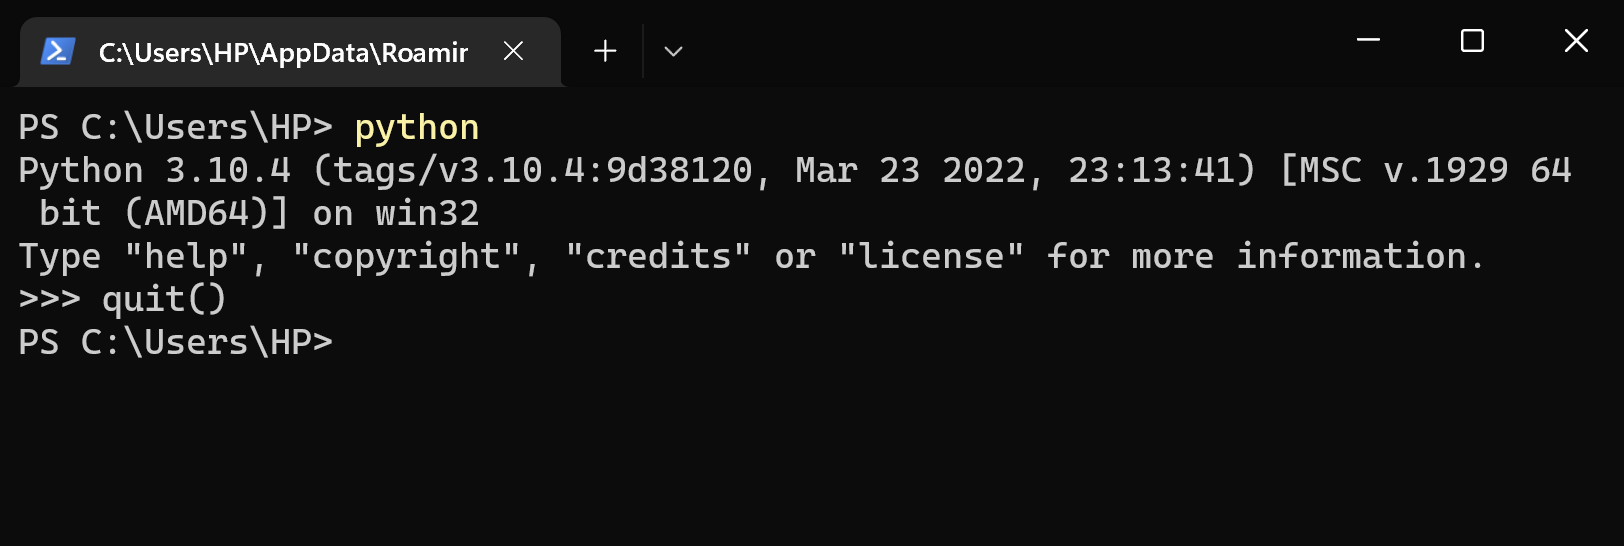 C:\Users\HP\AppData\Roamir
PS C:\Users\HP> python
Python 3.10.4 (tags/v3.10.4:9d38120, Mar 23 2022, 23:13:41) [MSC v.1929 64
 bit (AMD64)] on win32
Type "help", "copyright", "credits" or "license" for more information.
>>> quit()
PS C:\Users\HP>